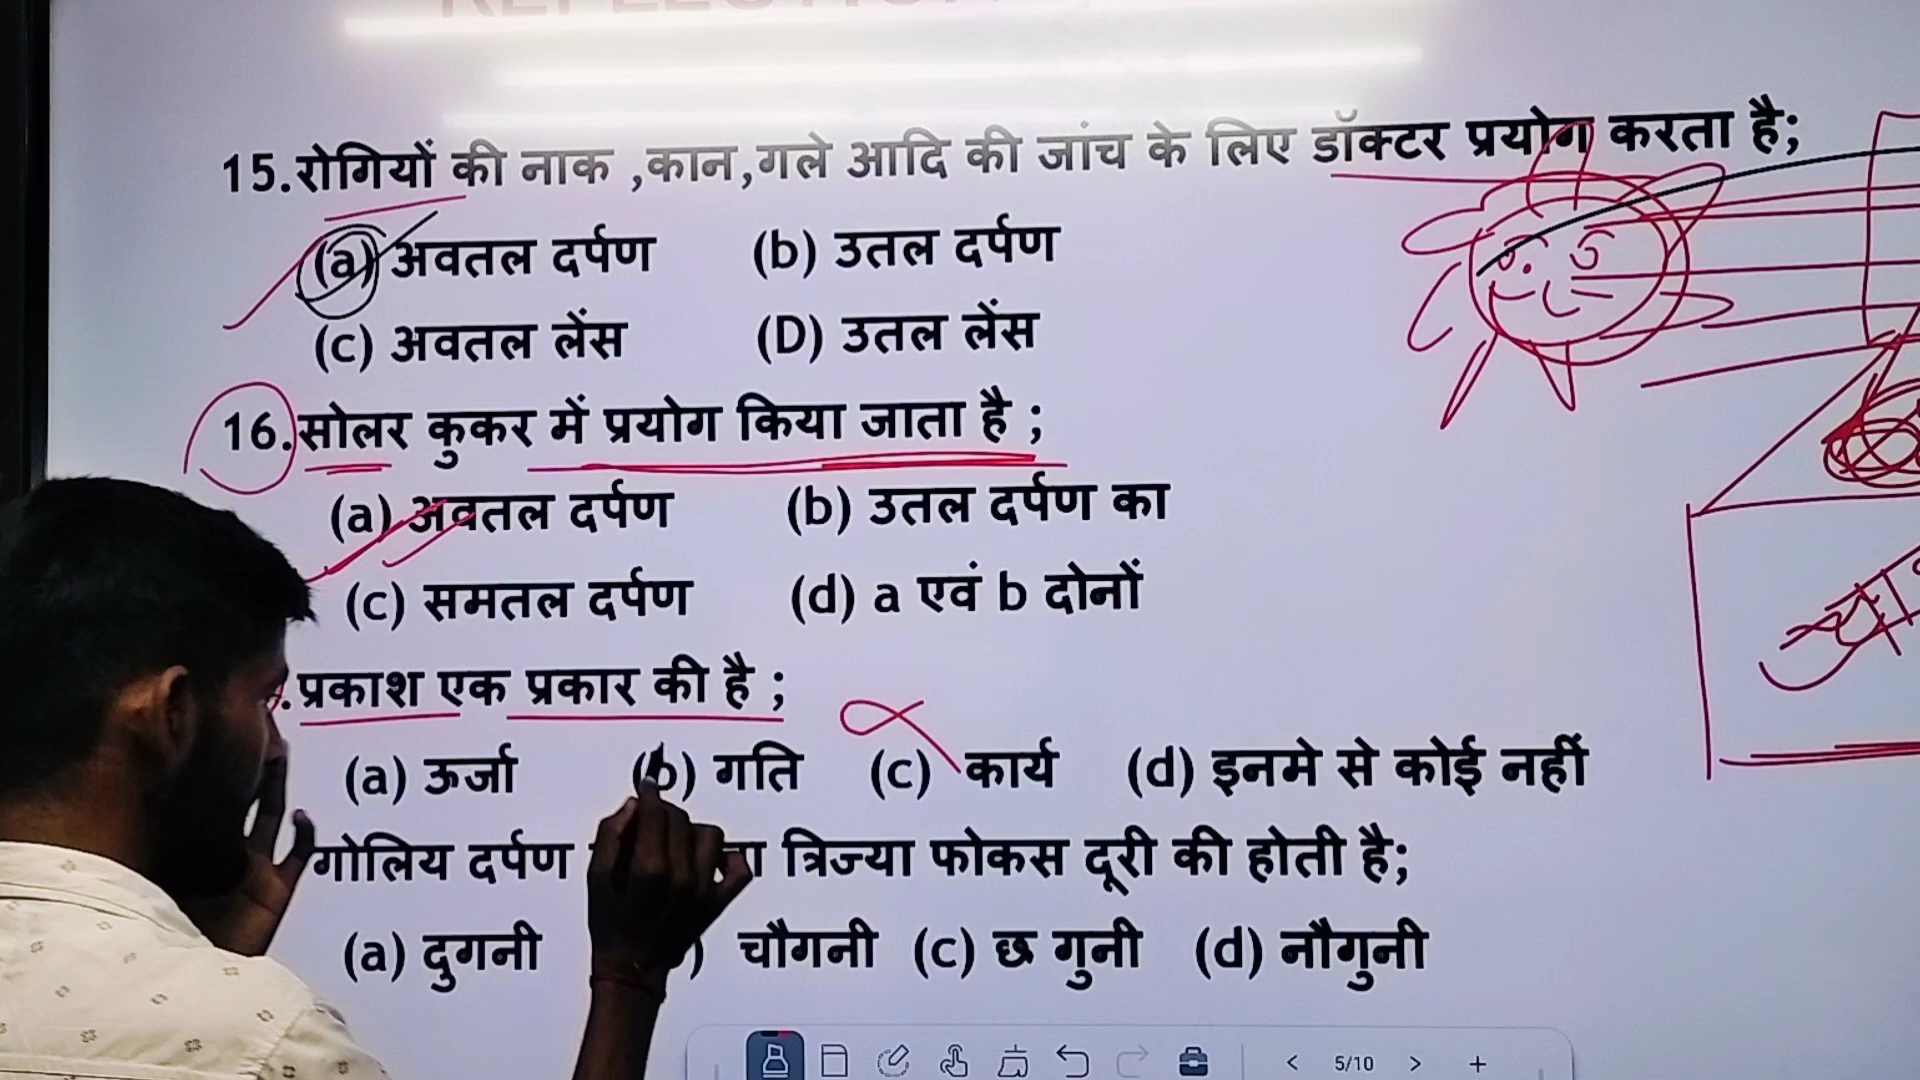 15.रोगियों की नाक ,कान,गले आदि की जांच के लिए डॉक्टर प्रयोग करता है;
(a) अवतल दर्पण (b) उतल दर्पण
(c) अवतल लेंस (D) उतल लेंस
16.सोलर कुकर में प्रयोग किया जाता है ;
(a) अवतल दर्पण (b) उतल दर्पण का
(c) समतल दर्पण (d) a एवं b दोनों
.प्रकाश एक प्रकार की है ;
(a) ऊर्जा (b) गति (c) कार्य (d) इनमे से कोई नहीं
गोलिय दर्पण त्रिज्या फोकस दूरी की होती है;
(a) दुगनी ) चौगनी (c) छ गुनी (d) नौगुनी
5/10